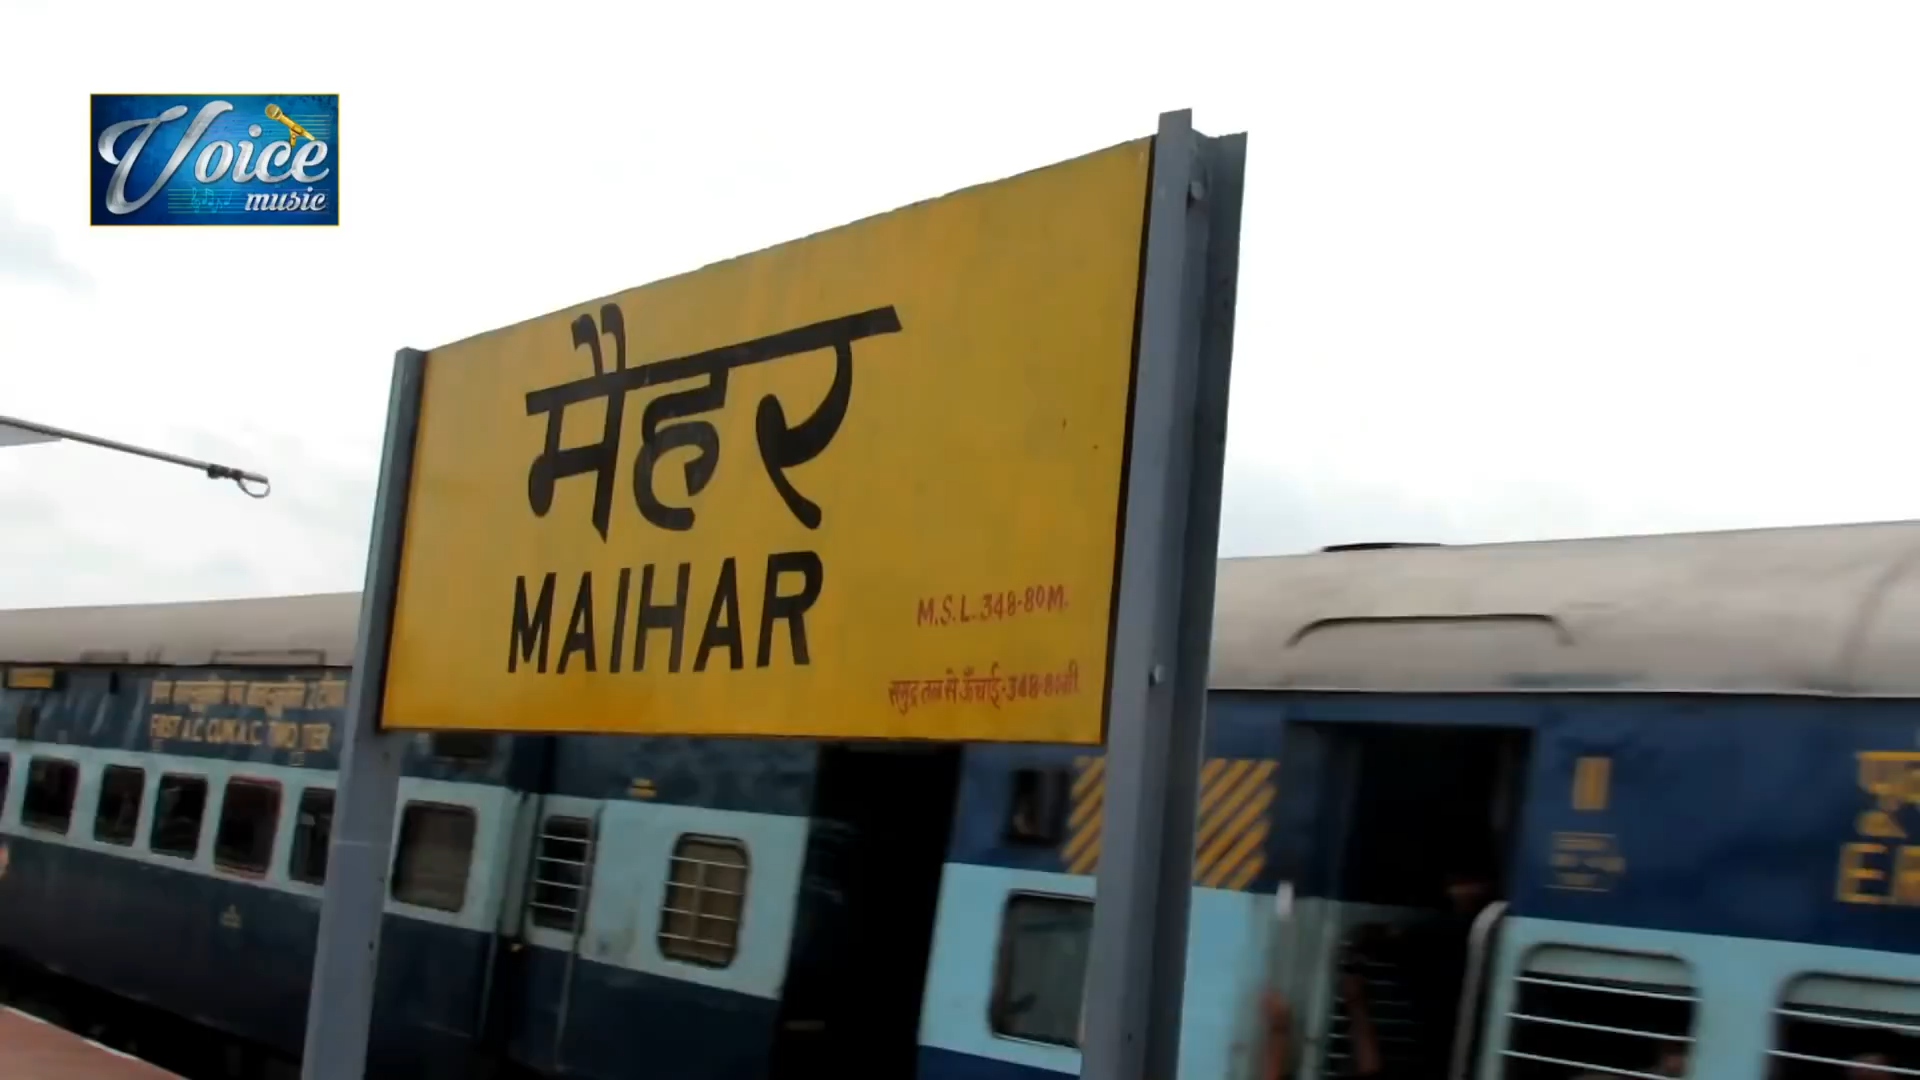 Voice
music
मैहर
MAIHAR
M.S.L. 348-80M.
समुद्र तल से ऊँचाई-348-80मी
FIRST A.C CUM A.C TWO TIER